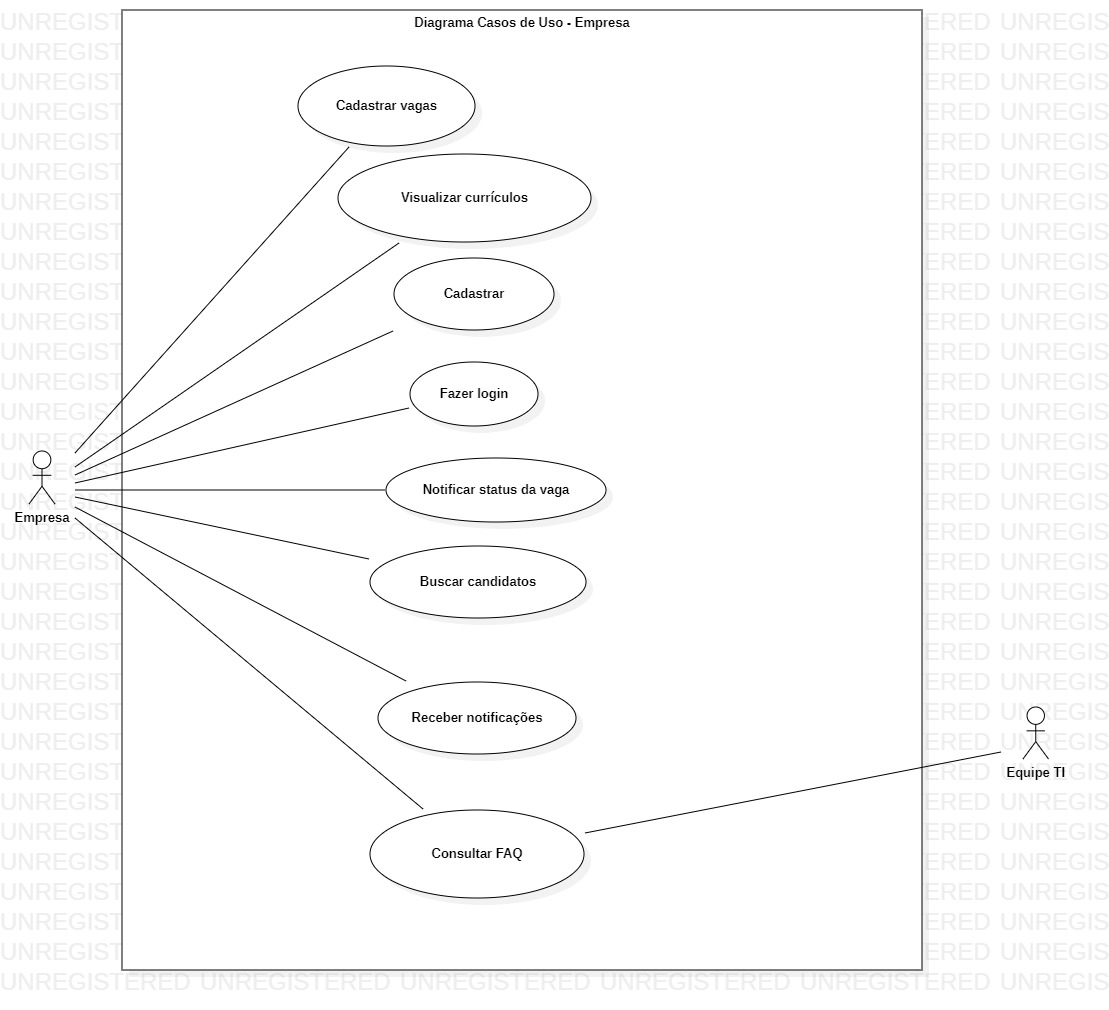 Diagrama Casos de Uso - Empresa
Cadastrar vagas
Visualizar currículos
Cadastrar
Fazer login
Notificar status da vaga
Empresa
Buscar candidatos
Receber notificações
Equipe TI
Consultar FAQ
UNREGISTERED UNREGISTERED UNREGISTERED UNREGISTERED UNREGISTERED UNREGIS